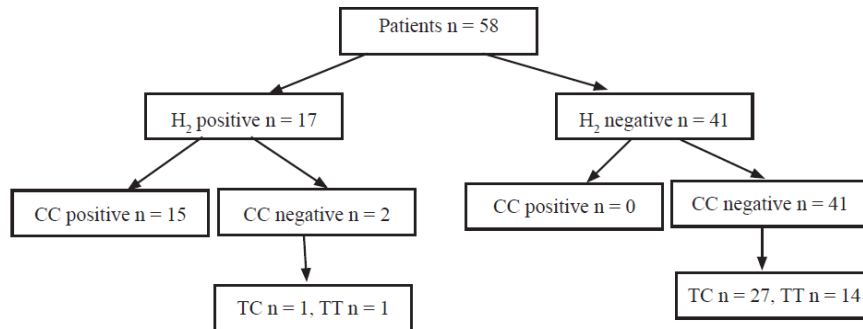 Patients n = 58
H₂ positive n = 17
H₂ negative n = 41
CC positive n = 15
CC negative n = 2
CC positive n = 0
CC negative n = 41
TC n = 1, TT n = 1
TC n = 27, TT n = 14